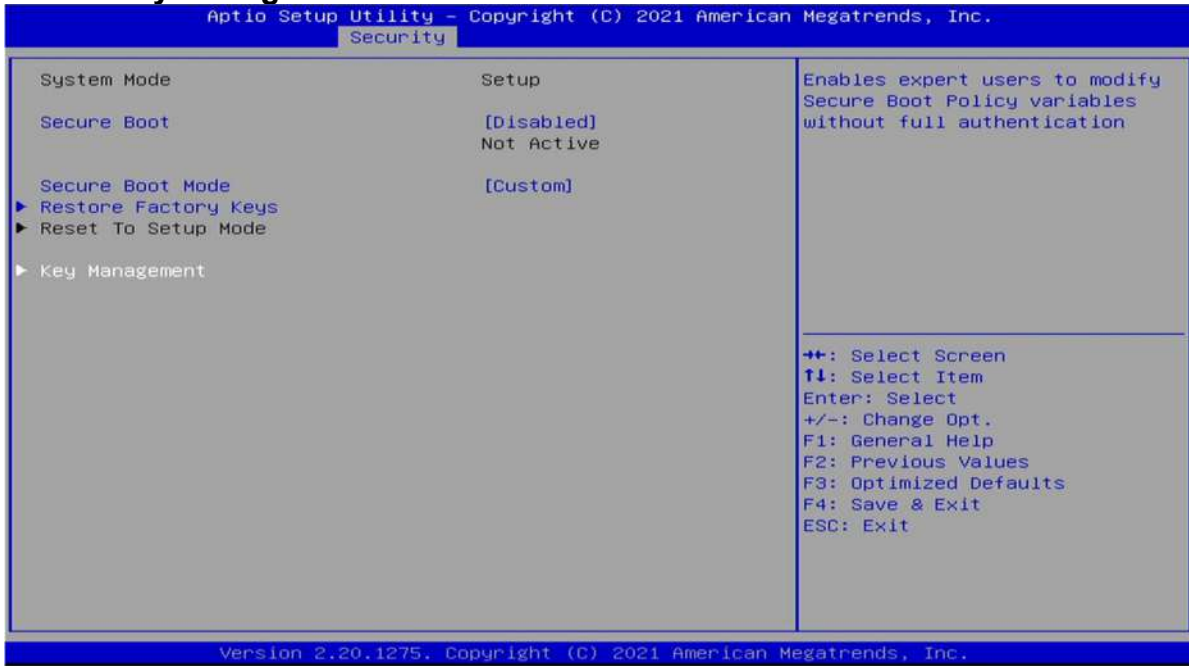 Aptio Setup Utility – Copyright (C) 2021 American Megatrends, Inc.
Security
System Mode Setup
Secure Boot [Disabled]
Not Active
Secure Boot Mode [Custom]
▶ Restore Factory Keys
▶ Reset To Setup Mode
▶ Key Management
Enables expert users to modify
Secure Boot Policy variables
without full authentication
→←: Select Screen
↑↓: Select Item
Enter: Select
+/-: Change Opt.
F1: General Help
F2: Previous Values
F3: Optimized Defaults
F4: Save & Exit
ESC: Exit
Version 2.20.1275. Copyright (C) 2021 American Megatrends, Inc.